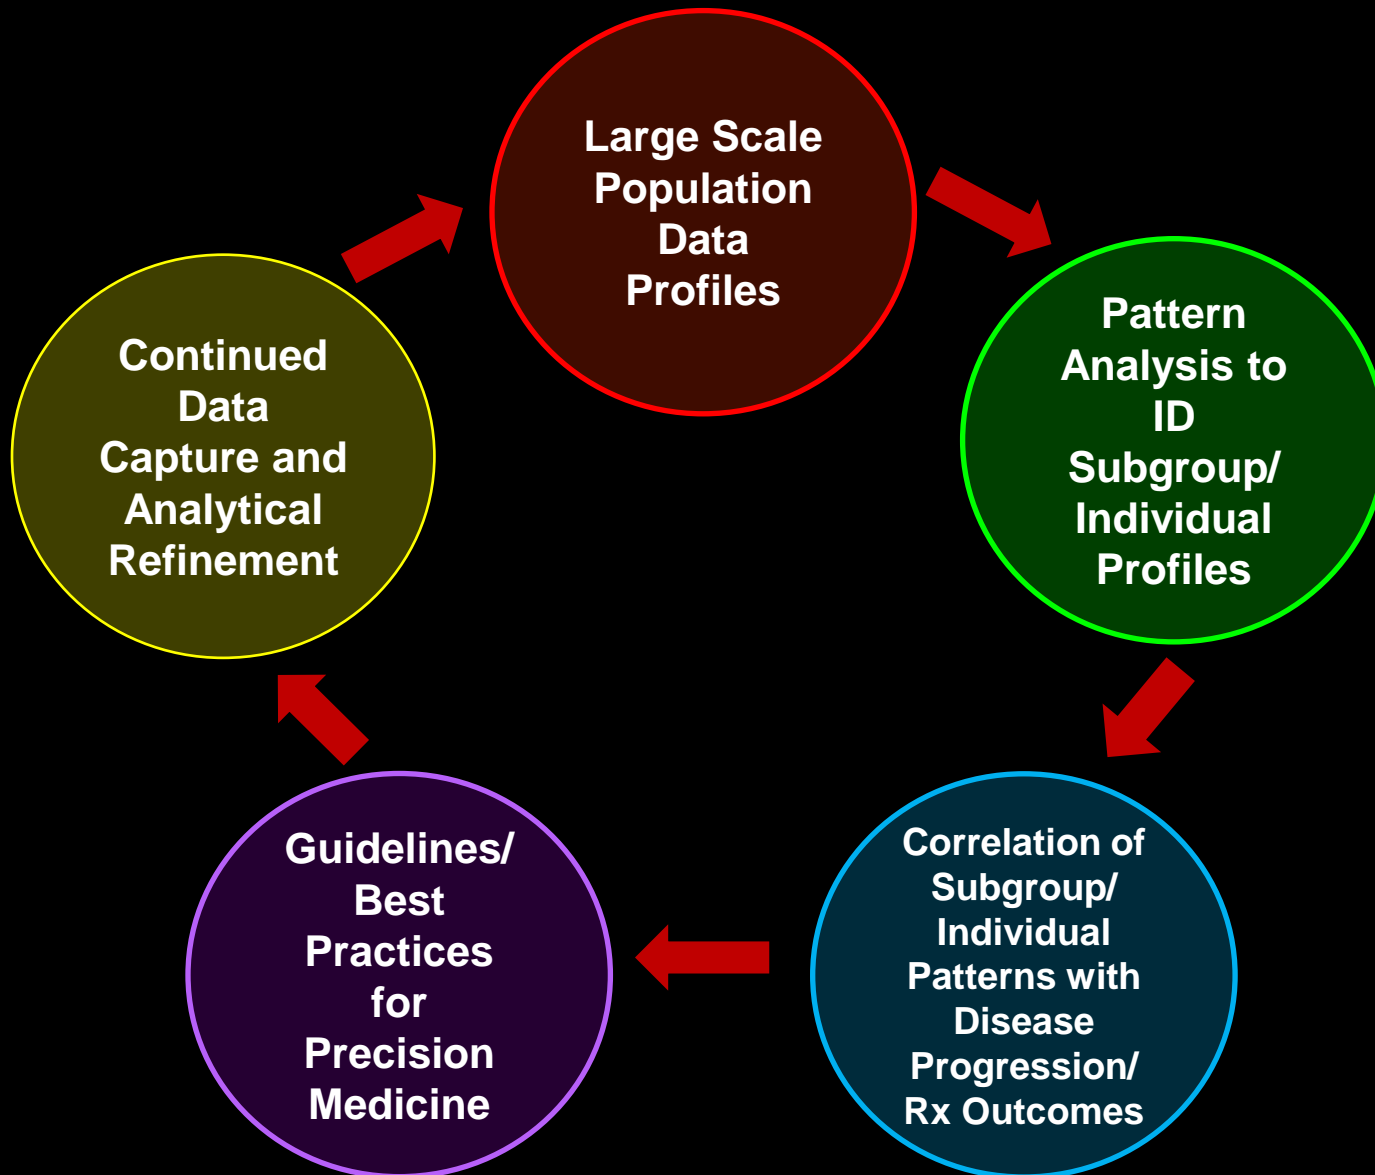 Large Scale
Population
Data
Profiles
Pattern
Analysis to
ID
Subgroup/
Individual
Profiles
Correlation of
Subgroup/
Individual
Patterns with
Disease
Progression/
Rx Outcomes
Guidelines/
Best
Practices
for
Precision
Medicine
Continued
Data
Capture and
Analytical
Refinement